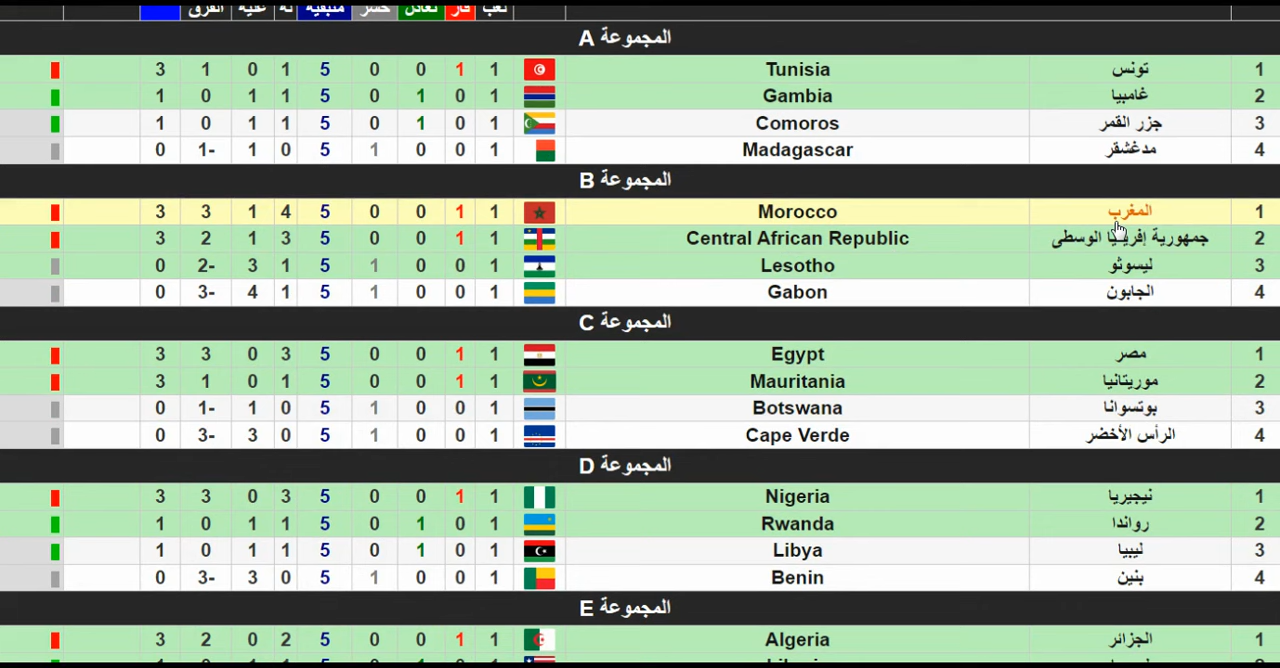 لعب فاز تعادل خسر متبقية له عليه الفرق
المجموعة A
1 تونس Tunisia 1 1 0 0 5 1 0 1 3
2 غامبيا Gambia 1 0 1 0 5 1 1 0 1
3 جزر القمر Comoros 1 0 1 0 5 1 1 0 1
4 مدغشقر Madagascar 1 0 0 1 5 0 1 1- 0
المجموعة B
1 المغرب Morocco 1 1 0 0 5 4 1 3 3
2 جمهورية إفريقيا الوسطى Central African Republic 1 1 0 0 5 3 1 2 3
3 ليسوثو Lesotho 1 0 0 1 5 1 3 2- 0
4 الجابون Gabon 1 0 0 1 5 1 4 3- 0
المجموعة C
1 مصر Egypt 1 1 0 0 5 3 0 3 3
2 موريتانيا Mauritania 1 1 0 0 5 1 0 1 3
3 بوتسوانا Botswana 1 0 0 1 5 0 1 1- 0
4 الرأس الأخضر Cape Verde 1 0 0 1 5 0 3 3- 0
المجموعة D
1 نيجيريا Nigeria 1 1 0 0 5 3 0 3 3
2 رواندا Rwanda 1 0 1 0 5 1 1 0 1
3 ليبيا Libya 1 0 1 0 5 1 1 0 1
4 بنين Benin 1 0 0 1 5 0 3 3- 0
المجموعة E
1 الجزائر Algeria 1 1 0 0 5 2 0 2 3